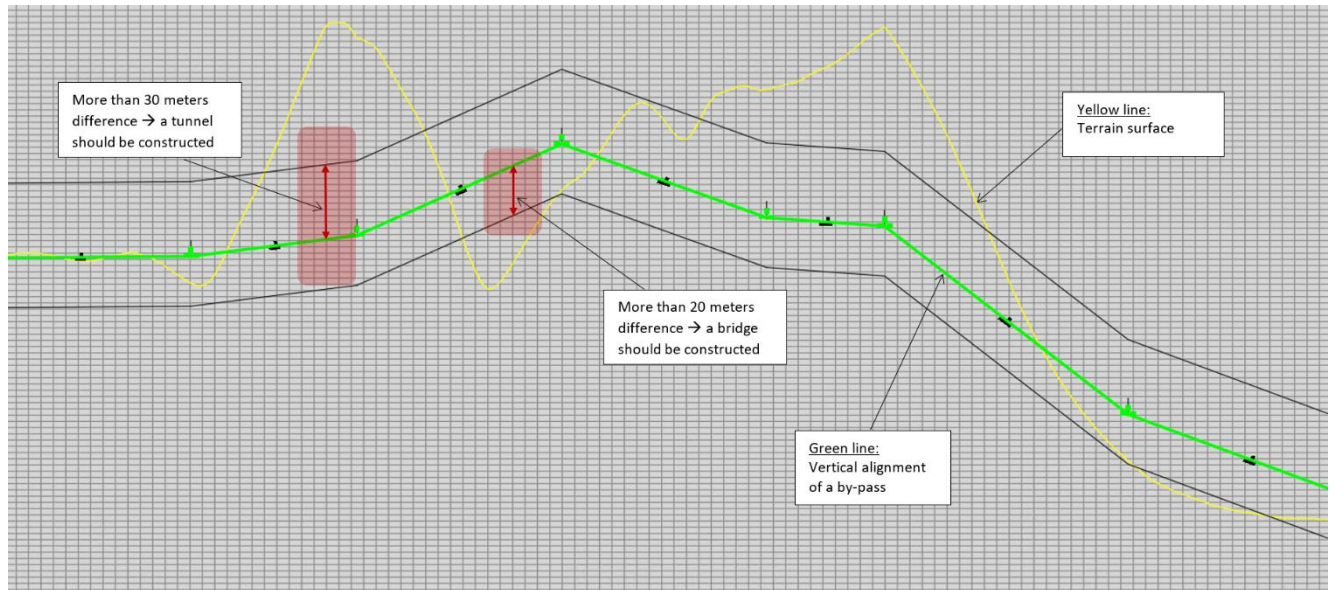 More than 30 meters
difference → a tunnel
should be constructed
Yellow line:
Terrain surface
More than 20 meters
difference → a bridge
should be constructed
Green line:
Vertical alignment
of a by-pass